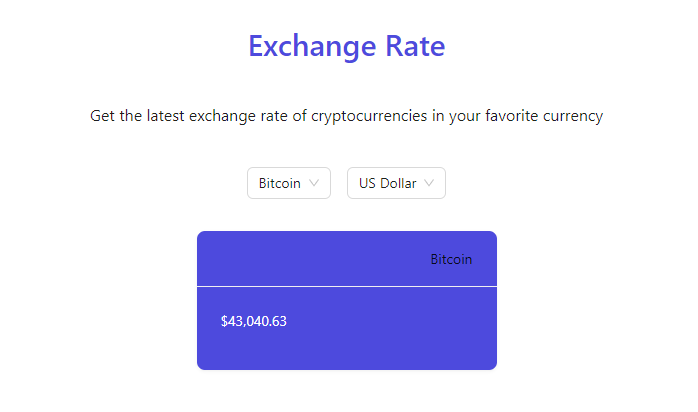 Exchange Rate
Get the latest exchange rate of cryptocurrencies in your favorite currency
Bitcoin US Dollar
Bitcoin
$43,040.63